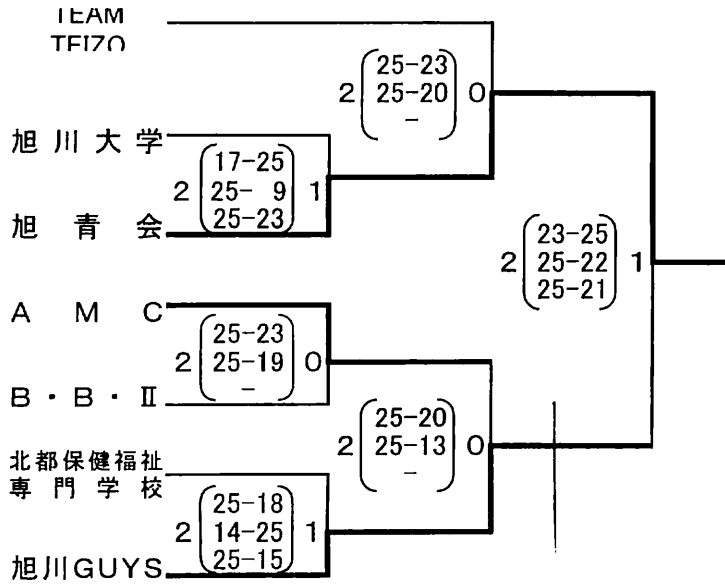 TEAM
TEIZO
25-23
2 25-20 0
-
旭川大学
17-25
2 25- 9 1
25-23
旭青会
23-25
2 25-22 1
25-21
A M C
25-23
2 25-19 0
-
B・B・Ⅱ
25-20
2 25-13 0
-
北都保健福祉
専門学校
25-18
2 14-25 1
25-15
旭川GUYS